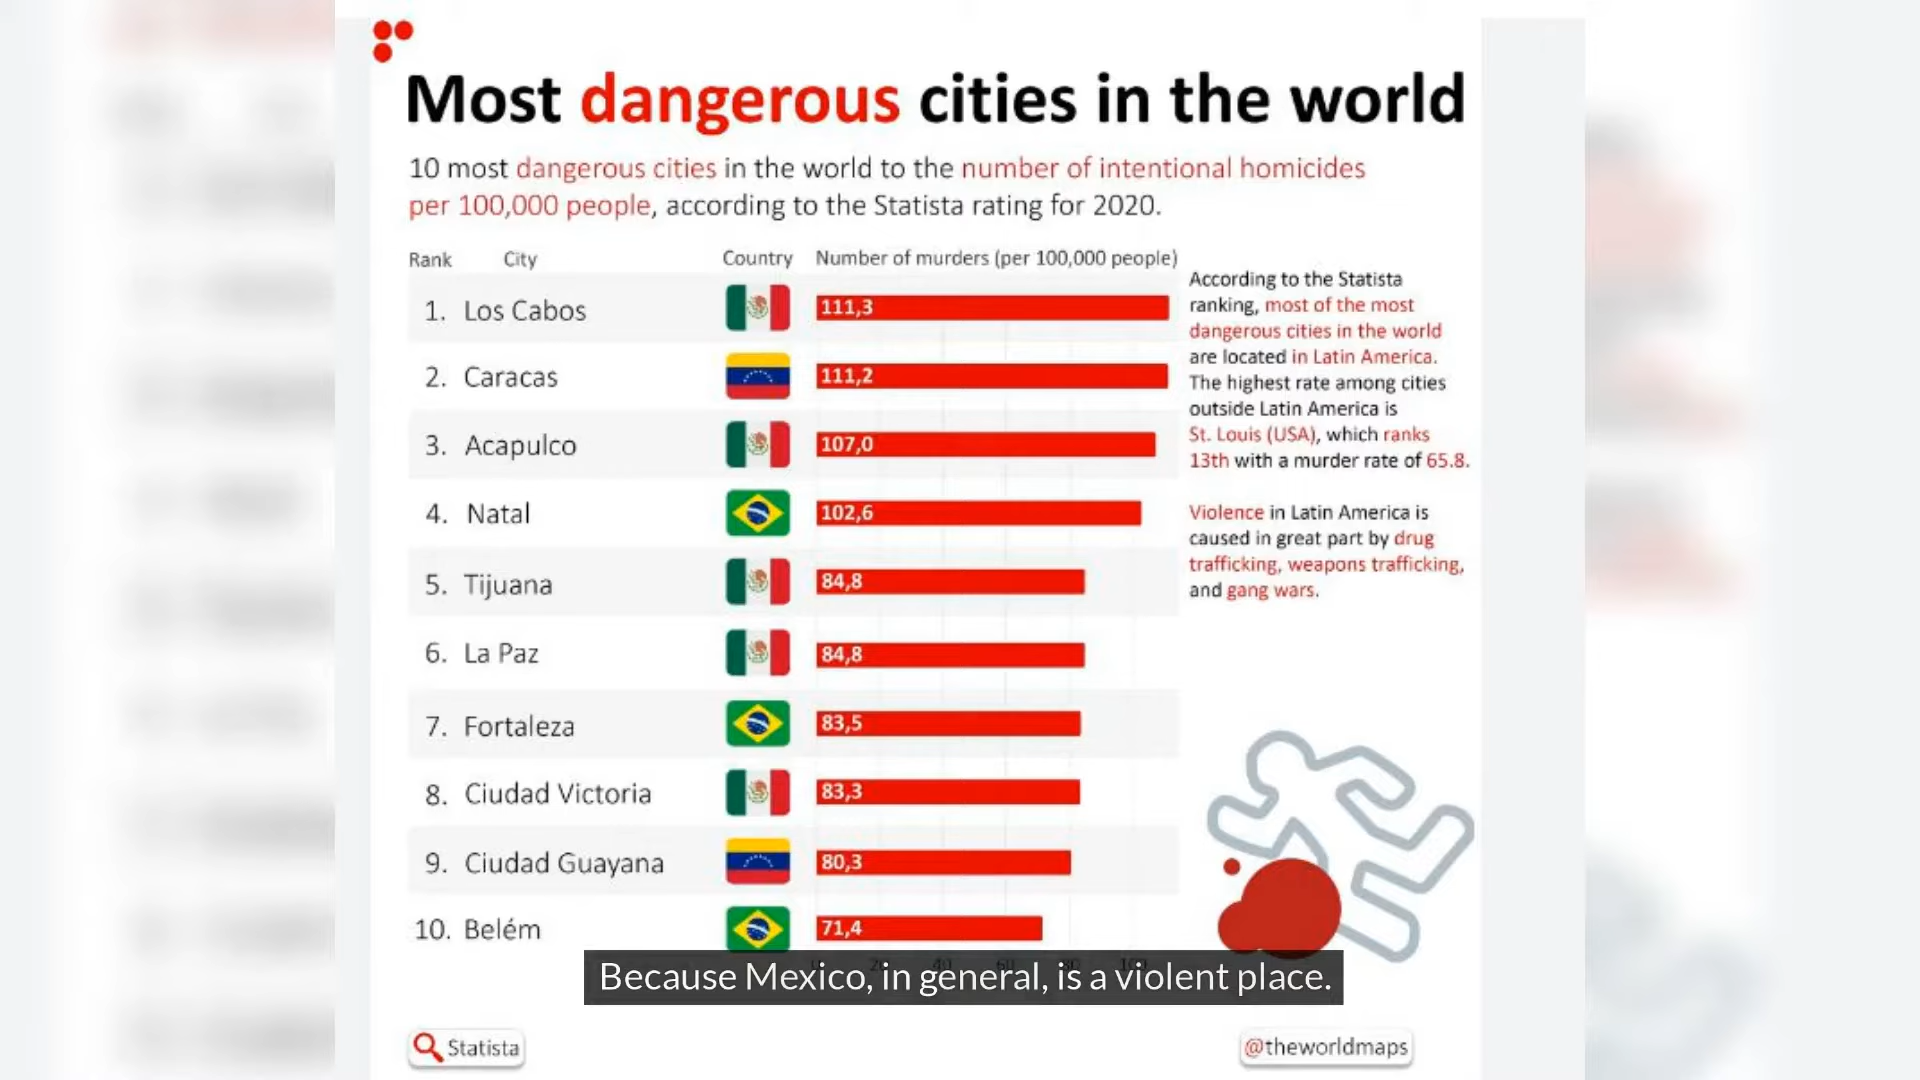 Most dangerous cities in the world
10 most dangerous cities in the world to the number of intentional homicides
per 100,000 people, according to the Statista rating for 2020.
Rank City Country Number of murders (per 100,000 people)
1. Los Cabos 111,3
2. Caracas 111,2
3. Acapulco 107,0
4. Natal 102,6
5. Tijuana 84,8
6. La Paz 84,8
7. Fortaleza 83,5
8. Ciudad Victoria 83,3
9. Ciudad Guayana 80,3
10. Belém 71,4
According to the Statista
ranking, most of the most
dangerous cities in the world
are located in Latin America.
The highest rate among cities
outside Latin America is
St. Louis (USA), which ranks
13th with a murder rate of 65.8.
Violence in Latin America is
caused in great part by drug
trafficking, weapons trafficking,
and gang wars.
Because Mexico, in general, is a violent place.
Statista
@theworldmaps